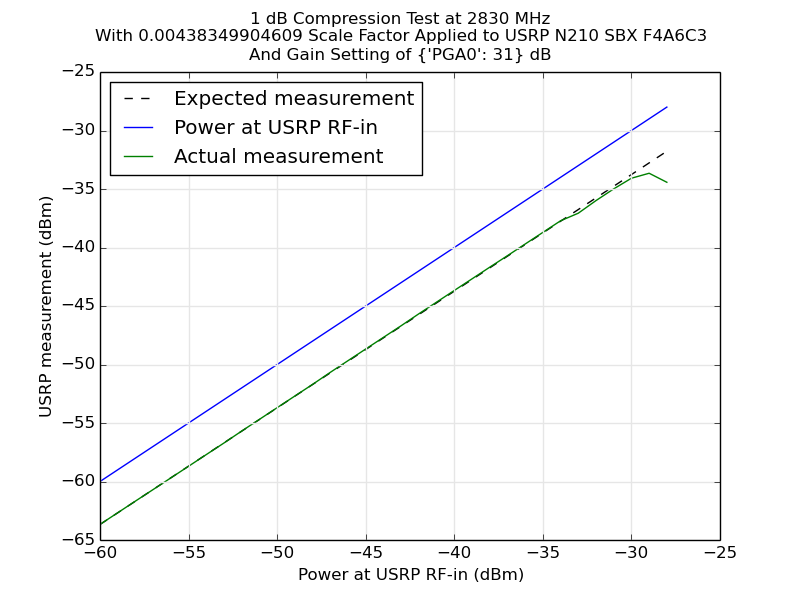 1 dB Compression Test at 2830 MHz
With 0.00438349904609 Scale Factor Applied to USRP N210 SBX F4A6C3
And Gain Setting of {'PGA0': 31} dB
Expected measurement
Power at USRP RF-in
Actual measurement
−25
−30
−35
−40
−45
−50
−55
−60
−65
USRP measurement (dBm)
−60 −55 −50 −45 −40 −35 −30 −25
Power at USRP RF-in (dBm)